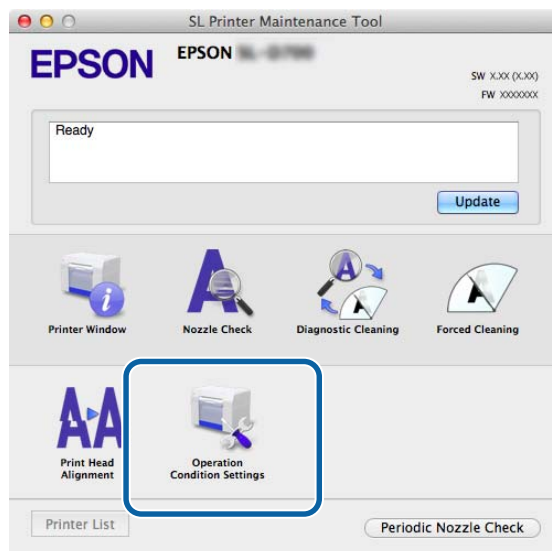 SL Printer Maintenance Tool
EPSON
EPSON
SW X.XX (X.XX)
FW XXXXXXX
Ready
Update
Printer Window
Nozzle Check
Diagnostic Cleaning
Forced Cleaning
Print Head
Alignment
Operation
Condition Settings
Printer List
Periodic Nozzle Check